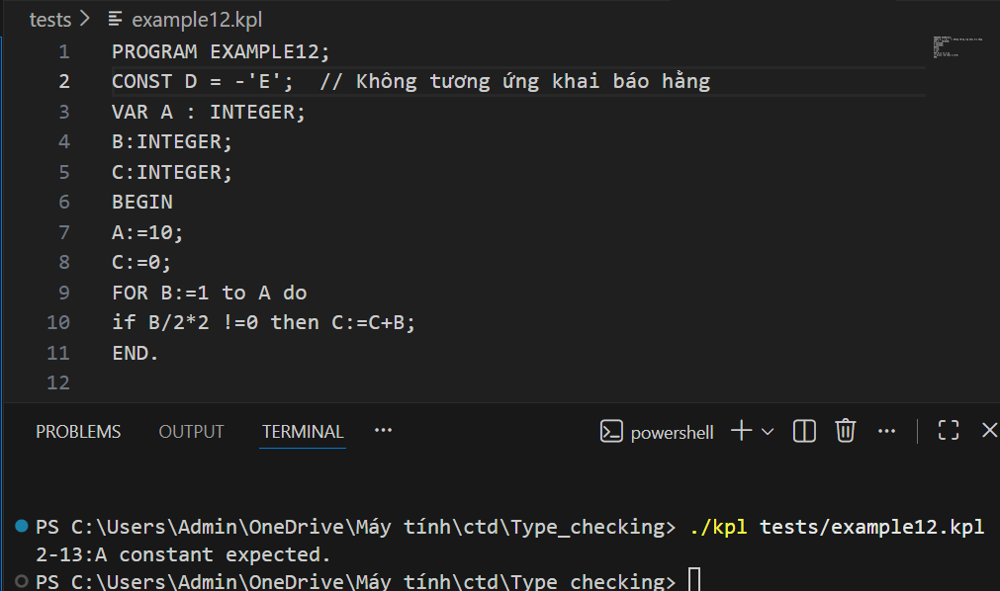 tests > example12.kpl
1 PROGRAM EXAMPLE12;
2 CONST D = -'E'; // Không tương ứng khai báo hằng
3 VAR A : INTEGER;
4 B:INTEGER;
5 C:INTEGER;
6 BEGIN
7 A:=10;
8 C:=0;
9 FOR B:=1 to A do
10 if B/2*2 !=0 then C:=C+B;
11 END.
12
PROBLEMS OUTPUT TERMINAL ··· powershell
PS C:\Users\Admin\OneDrive\Máy tính\ctd\Type_checking> ./kpl tests/example12.kpl
2-13:A constant expected.
PS C:\Users\Admin\OneDrive\Máy tính\ctd\Type_checking>